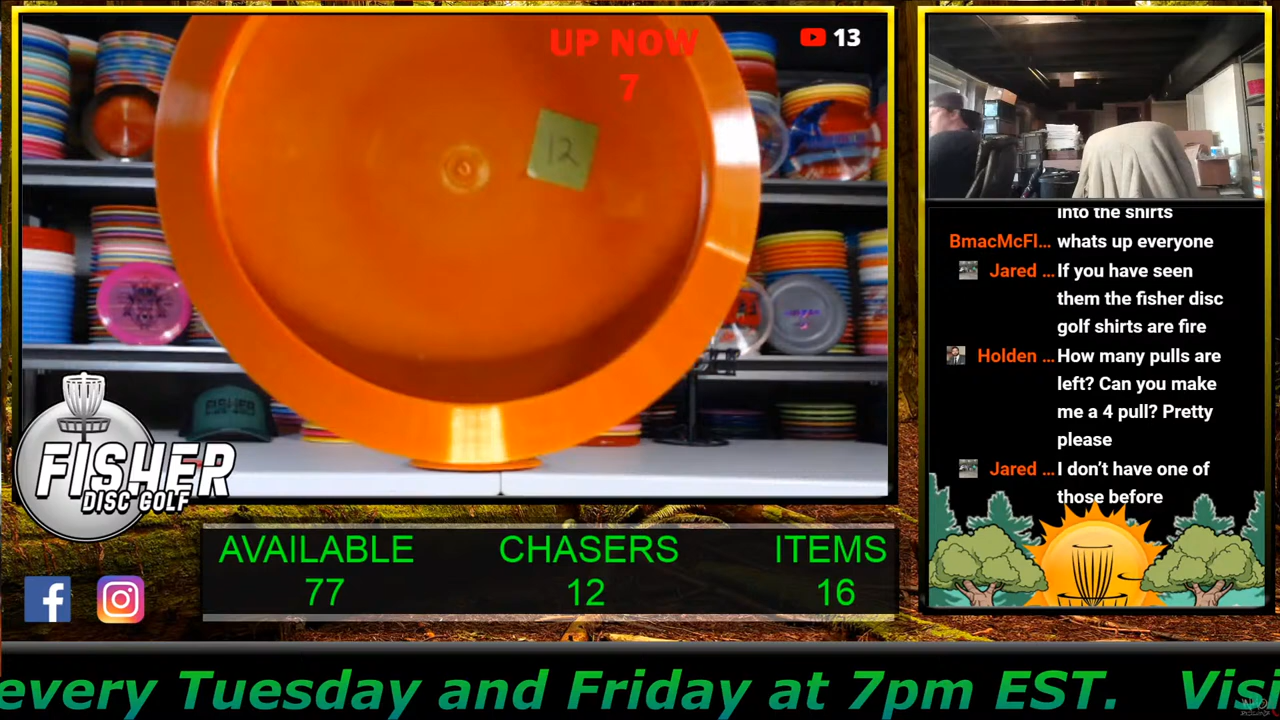 UP NOW
7
13
12
FISHER
DISC GOLF
AVAILABLE
77
CHASERS
12
ITEMS
16
into the shirts
BmacMcFl... whats up everyone
Jared ... If you have seen
them the fisher disc
golf shirts are fire
Holden ... How many pulls are
left? Can you make
me a 4 pull? Pretty
please
Jared ... I don't have one of
those before
every Tuesday and Friday at 7pm EST. Visi